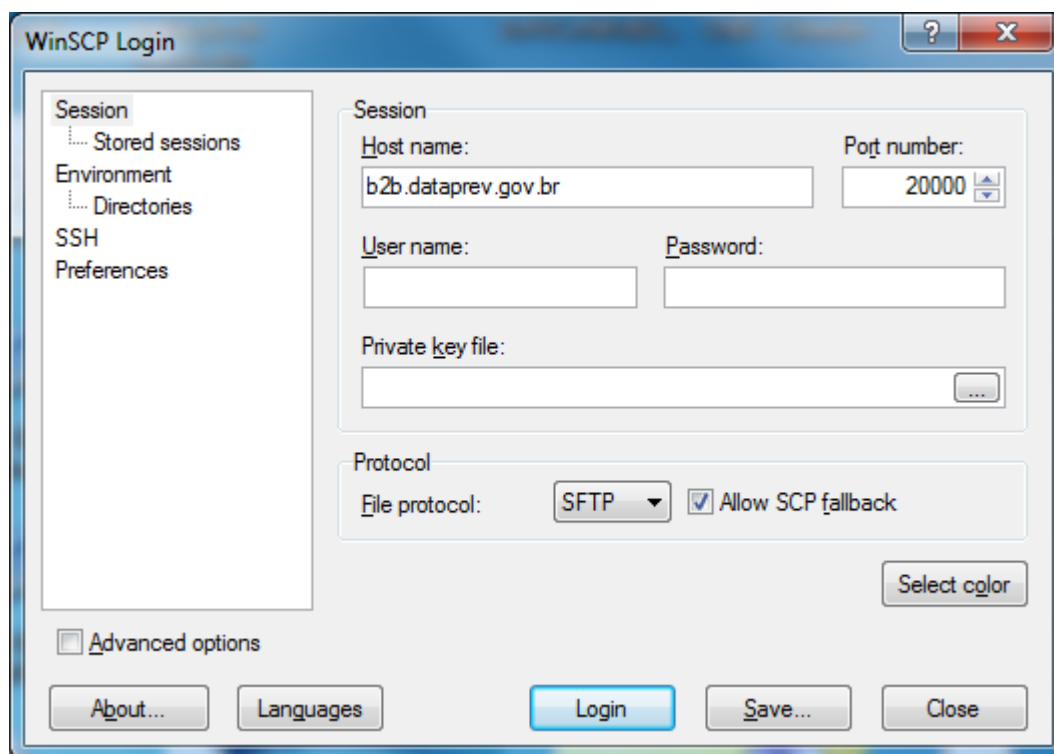 WinSCP Login
Session
Stored sessions
Environment
Directories
SSH
Preferences
Advanced options
Session
Host name:
Port number:
b2b.dataprev.gov.br
20000
User name:
Password:
Private key file:
...
Protocol
File protocol:
SFTP
Allow SCP fallback
Select color
About...
Languages
Login
Save...
Close